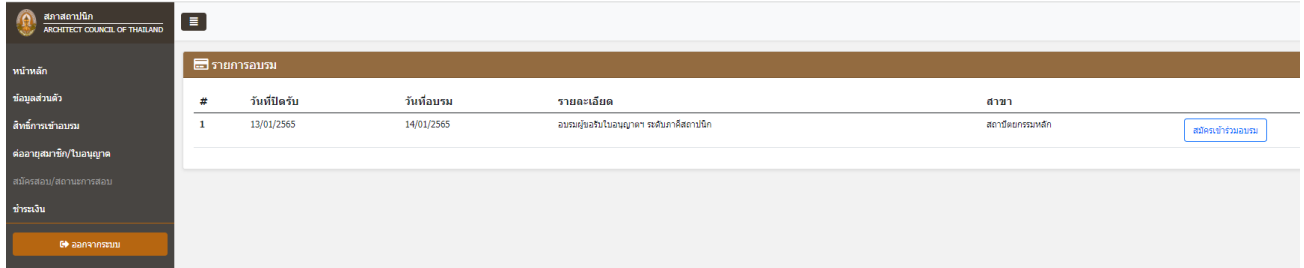 สภาสถาปนิก
ARCHITECT COUNCIL OF THAILAND
หน้าหลัก
ข้อมูลส่วนตัว
สิทธิ์การเข้าอบรม
ต่ออายุสมาชิก/ใบอนุญาต
สมัครสอบ/สถานะการสอบ
ชำระเงิน
ออกจากระบบ
รายการอบรม
# วันที่ปิดรับ วันที่อบรม รายละเอียด สาขา
1 13/01/2565 14/01/2565 อบรมผู้ขอรับใบอนุญาตฯ ระดับภาคีสถาปนิก สถาปัตยกรรมหลัก สมัครเข้าร่วมอบรม